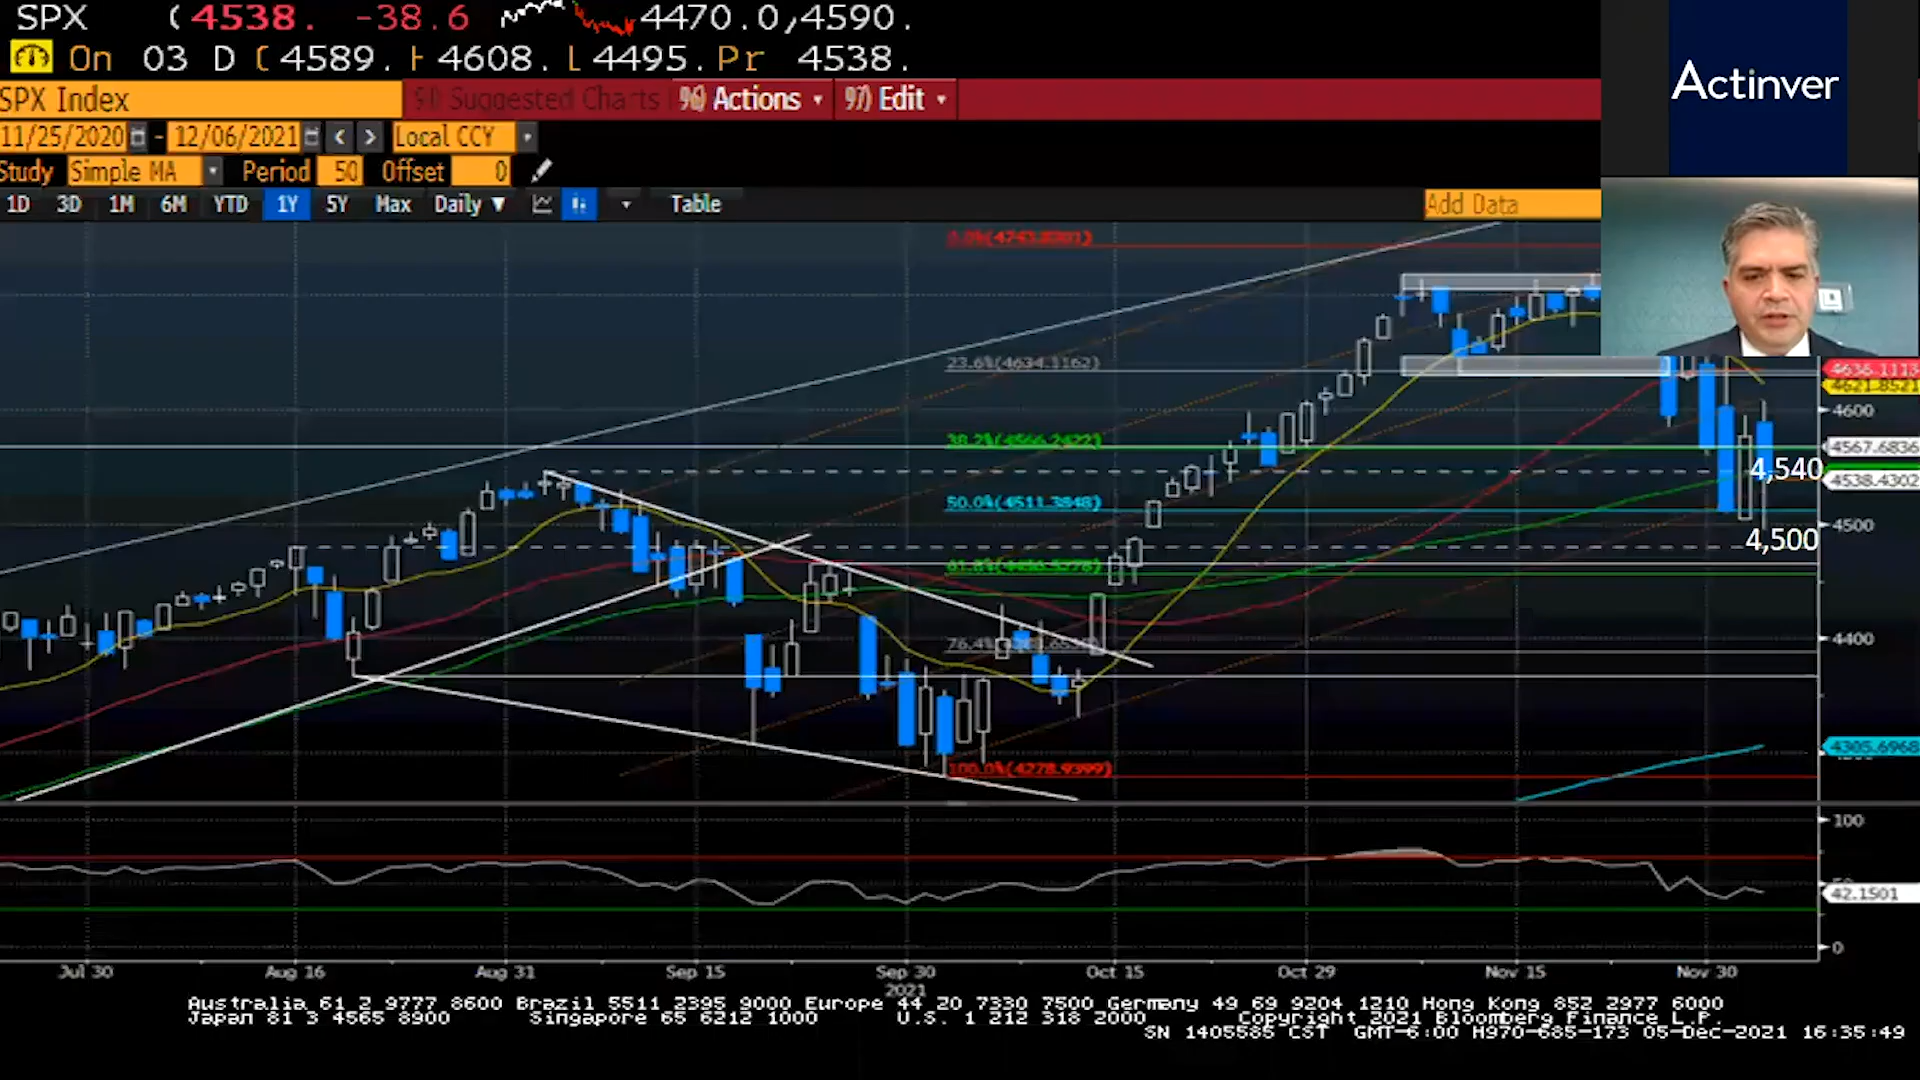 SPX ( 4538. -38.6 4470.0,4590.
On 03 D 4589. H 4608. L 4495. Pr 4538.
Actinver
SPX Index Suggested Charts 96) Actions 97) Edit
11/25/2020 - 12/06/2021 Local CCY
Study Simple MA Period 50 Offset 0
1D 3D 1M 6M YTD 1Y 5Y Max Daily ▼ Table Add Data
23.6%(4634.1162)
4636.1113
4621.8521
4600
38.2%(4566.2422)
4567.6836
4,540
4538.4302
50.0%(4511.3848)
4500
4,500
4400
100.0%(4278.9399)
4305.6968
100
42.1501
0
Jul 30 Aug 16 Aug 31 Sep 15 Sep 30 Oct 15 Oct 29 Nov 15 Nov 30
2021
Australia 61 2 9777 8600 Brazil 5511 2395 9000 Europe 44 20 7330 7500 Germany 49 69 9204 1210 Hong Kong 852 2977 6000
Japan 81 3 4565 8900 Singapore 65 6212 1000 U.S. 1 212 318 2000 Copyright 2021 Bloomberg Finance L.P.
SN 1405585 CST GMT-6:00 H970-685-173 05-Dec-2021 16:35:49